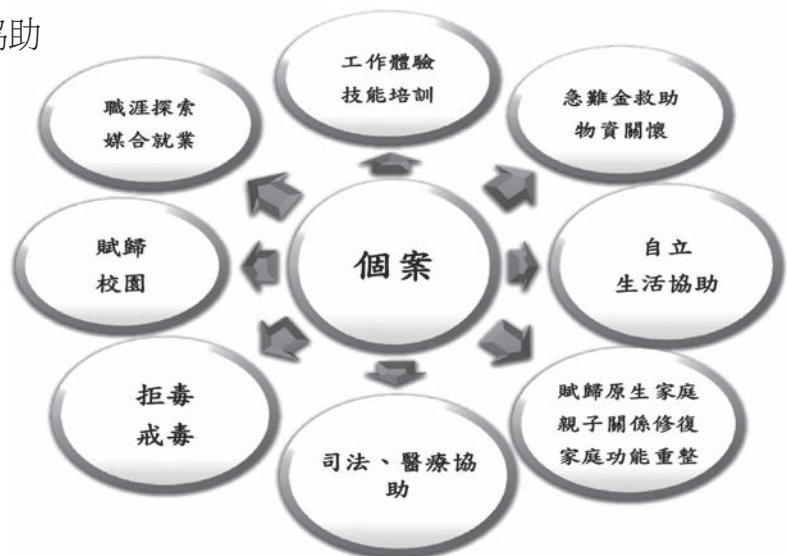 協助
工作體驗
技能培訓
職涯探索
媒合就業
急難金救助
物資關懷
賦歸
校園
個案
自立
生活協助
拒毒
戒毒
司法、醫療協
助
賦歸原生家庭
親子關係修復
家庭功能重整